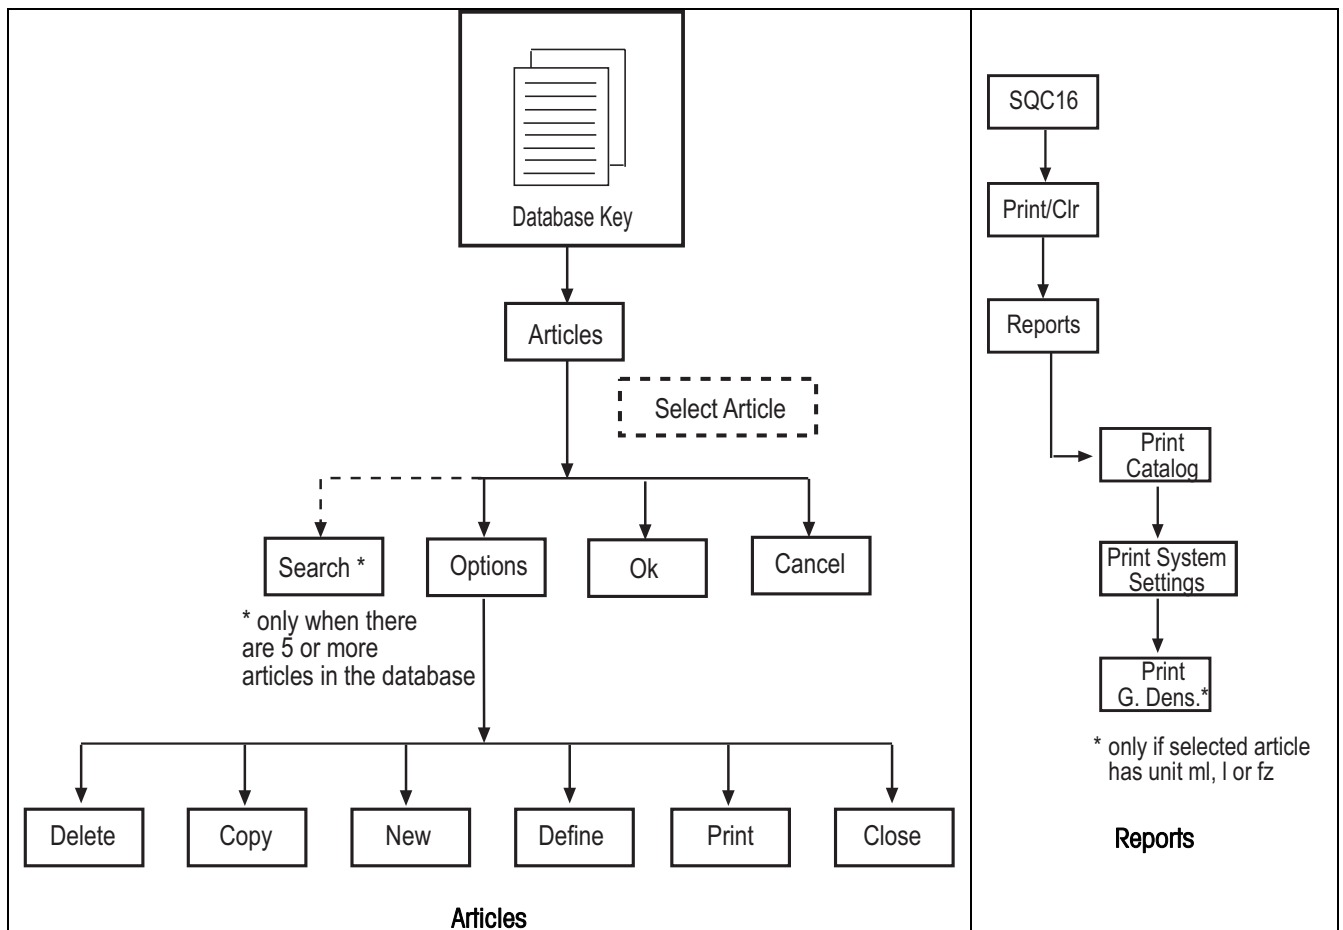 Database Key
Articles
Select Article
Search *
Options
Ok
Cancel
* only when there
are 5 or more
articles in the database
Delete
Copy
New
Define
Print
Close
Articles
SQC16
Print/Clr
Reports
Print
Catalog
Print System
Settings
Print
G. Dens.*
* only if selected article
has unit ml, l or fz
Reports